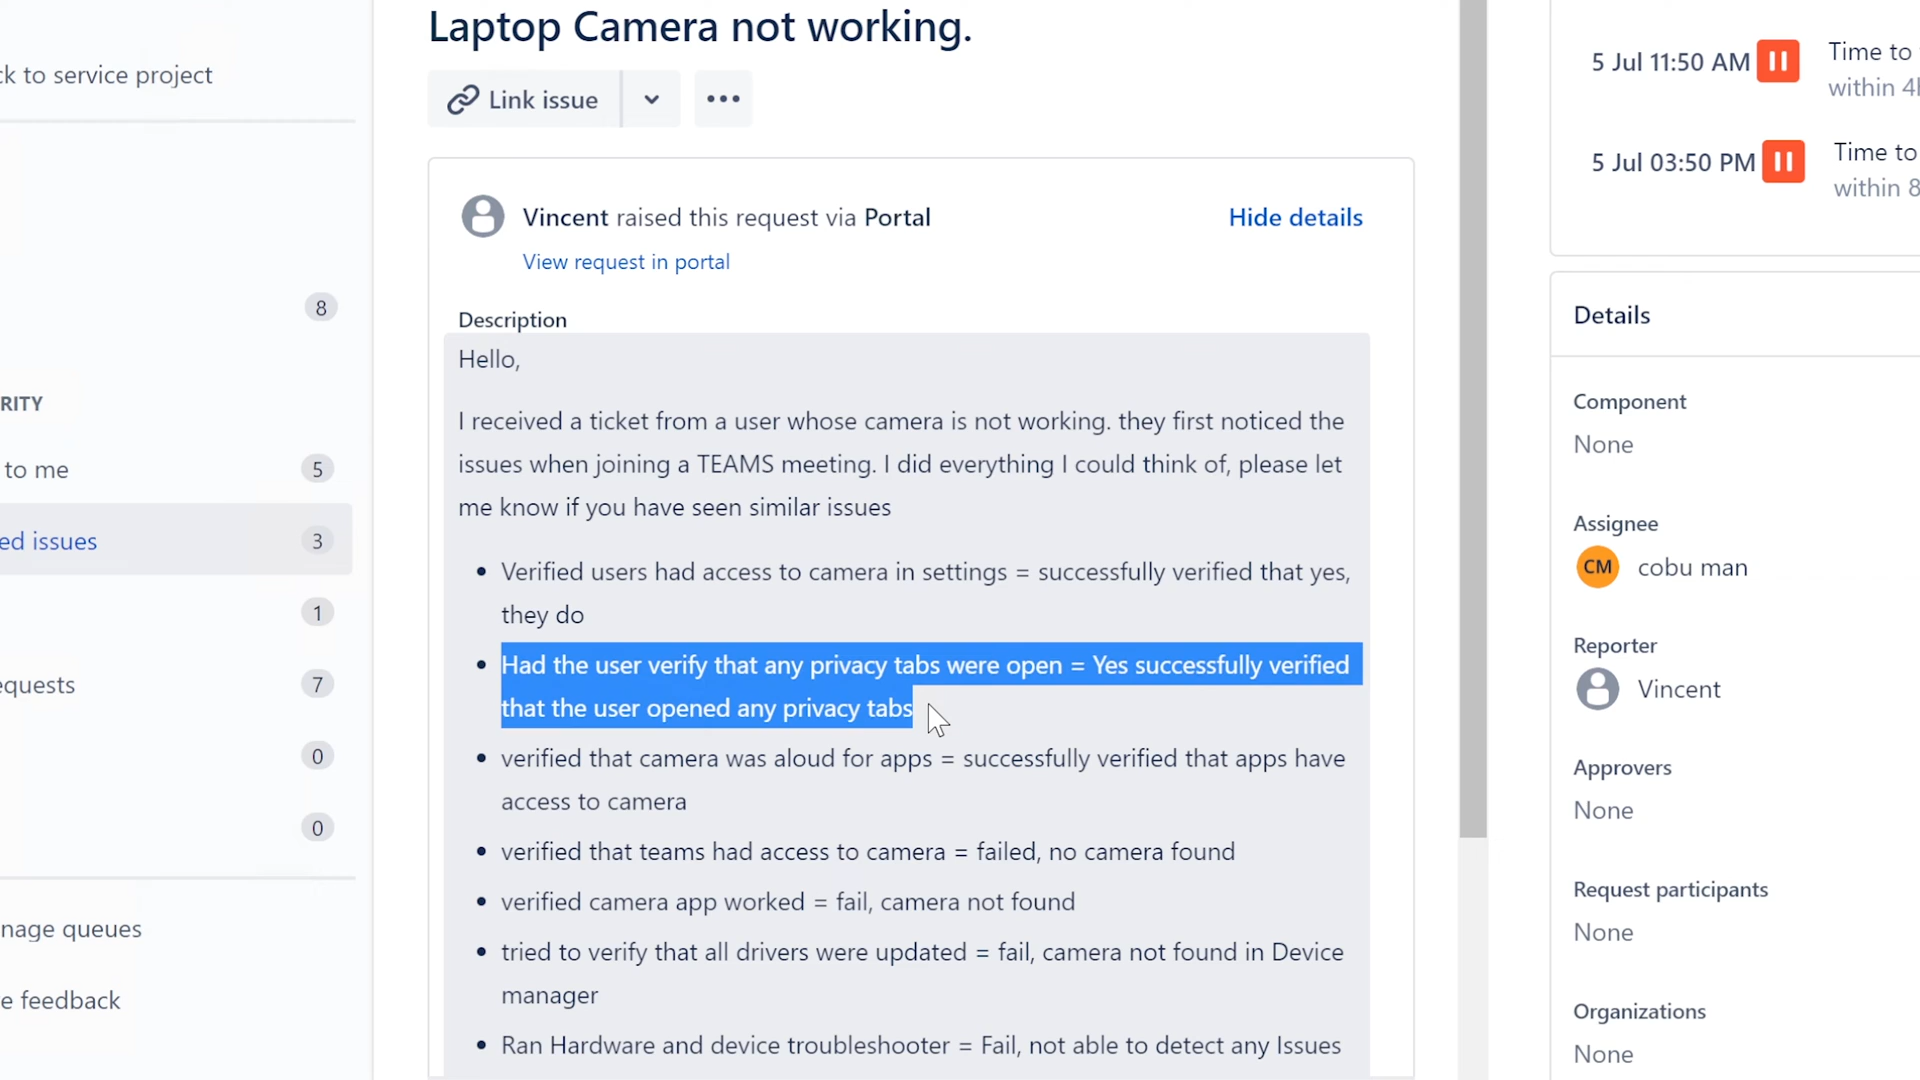 Laptop Camera not working.
ck to service project
Link issue
Vincent raised this request via Portal
Hide details
View request in portal
8
RITY
to me
5
ed issues
3
1
equests
7
0
0
nage queues
e feedback
Description
Hello,
I received a ticket from a user whose camera is not working. they first noticed the
issues when joining a TEAMS meeting. I did everything I could think of, please let
me know if you have seen similar issues
• Verified users had access to camera in settings = successfully verified that yes,
they do
• Had the user verify that any privacy tabs were open = Yes successfully verified
that the user opened any privacy tabs
• verified that camera was aloud for apps = successfully verified that apps have
access to camera
• verified that teams had access to camera = failed, no camera found
• verified camera app worked = fail, camera not found
• tried to verify that all drivers were updated = fail, camera not found in Device
manager
• Ran Hardware and device troubleshooter = Fail, not able to detect any Issues
5 Jul 11:50 AM
Time to
within 4h
5 Jul 03:50 PM
Time to
within 8
Details
Component
None
Assignee
CM
cobu man
Reporter
Vincent
Approvers
None
Request participants
None
Organizations
None